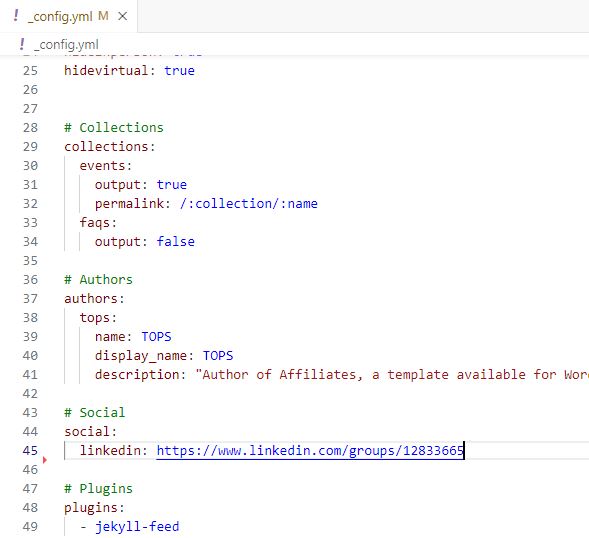 ! _config.yml M ×
! _config.yml
25 hidevirtual: true
26
27
28 # Collections
29 collections:
30 events:
31 output: true
32 permalink: /:collection/:name
33 faqs:
34 output: false
35
36 # Authors
37 authors:
38 tops:
39 name: TOPS
40 display_name: TOPS
41 description: "Author of Affiliates, a template available for Wor
42
43 # Social
44 social:
45 linkedin: https://www.linkedin.com/groups/12833665
46
47 # Plugins
48 plugins:
49 - jekyll-feed